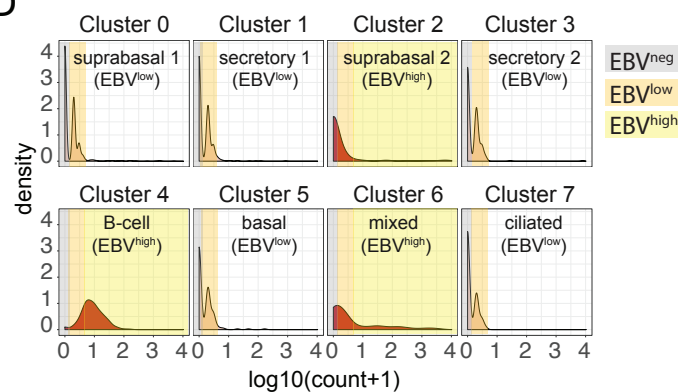 Cluster 0 Cluster 1 Cluster 2 Cluster 3
suprabasal 1 secretory 1 suprabasal 2 secretory 2
(EBVlow) (EBVlow) (EBVhigh) (EBVlow)
4
3
2
1
0
EBVneg
EBVlow
EBVhigh
density
Cluster 4 Cluster 5 Cluster 6 Cluster 7
B-cell basal mixed ciliated
(EBVhigh) (EBVlow) (EBVhigh) (EBVlow)
4
3
2
1
0
0 1 2 3 4 0 1 2 3 4 0 1 2 3 4 0 1 2 3 4
log10(count+1)